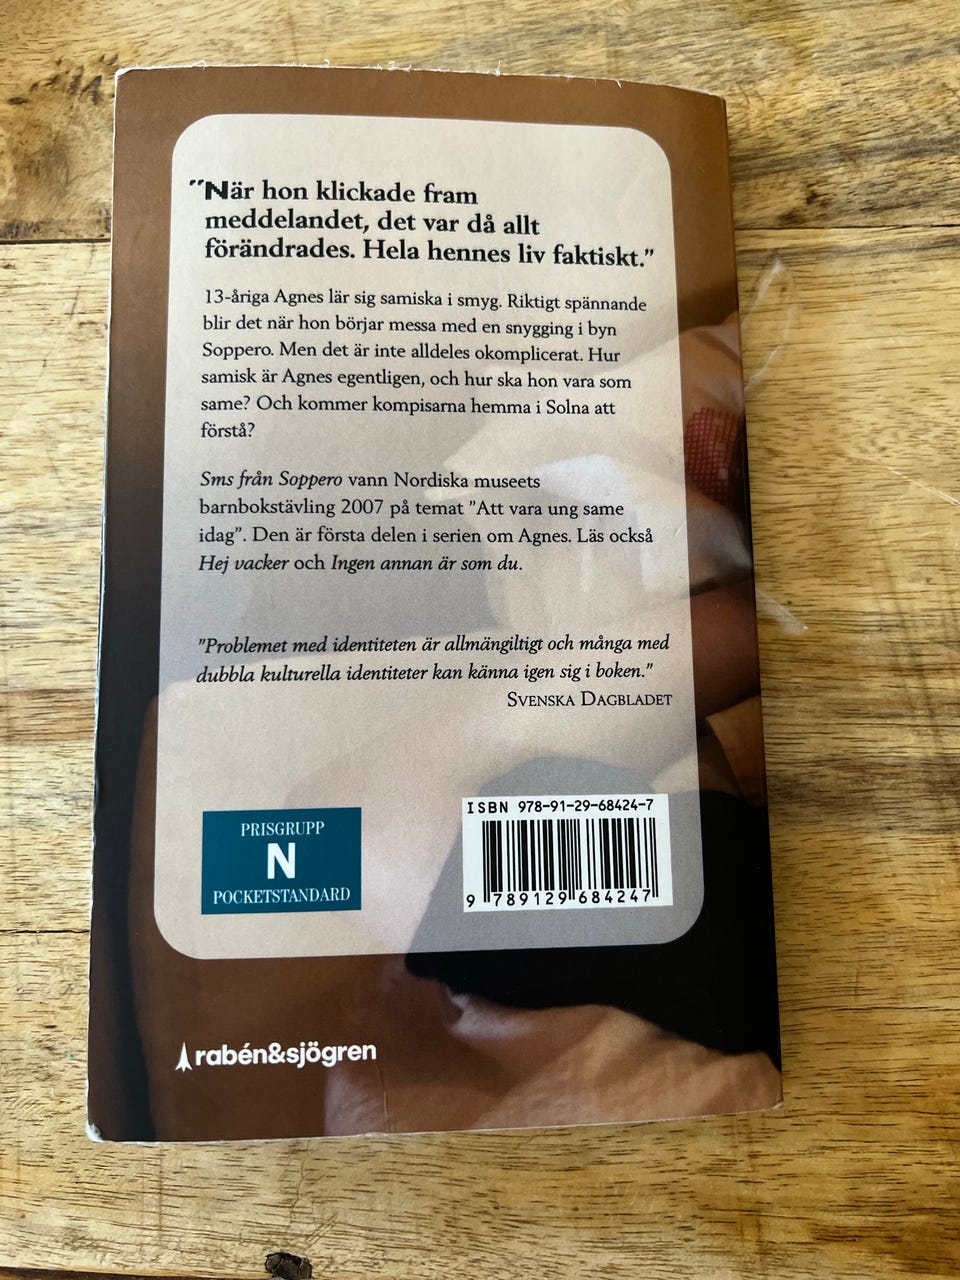 "När hon klickade fram
meddelandet, det var då allt
förändrades. Hela hennes liv faktiskt."
13-åriga Agnes lär sig samiska i smyg. Riktigt spännande
blir det när hon börjar messa med en snygging i byn
Soppero. Men det är inte alldeles okomplicerat. Hur
samisk är Agnes egentligen, och hur ska hon vara som
same? Och kommer kompisarna hemma i Solna att
förstå?
Sms från Soppero vann Nordiska museets
barnbokstävling 2007 på temat "Att vara ung same
idag". Den är första delen i serien om Agnes. Läs också
Hej vacker och Ingen annan är som du.
"Problemet med identiteten är allmängiltigt och många med
dubbla kulturella identiteter kan känna igen sig i boken."
SVENSKA DAGBLADET
PRISGRUPP
N
POCKETSTANDARD
ISBN 978-91-29-68424-7
9 789129 684247
rabén&sjögren